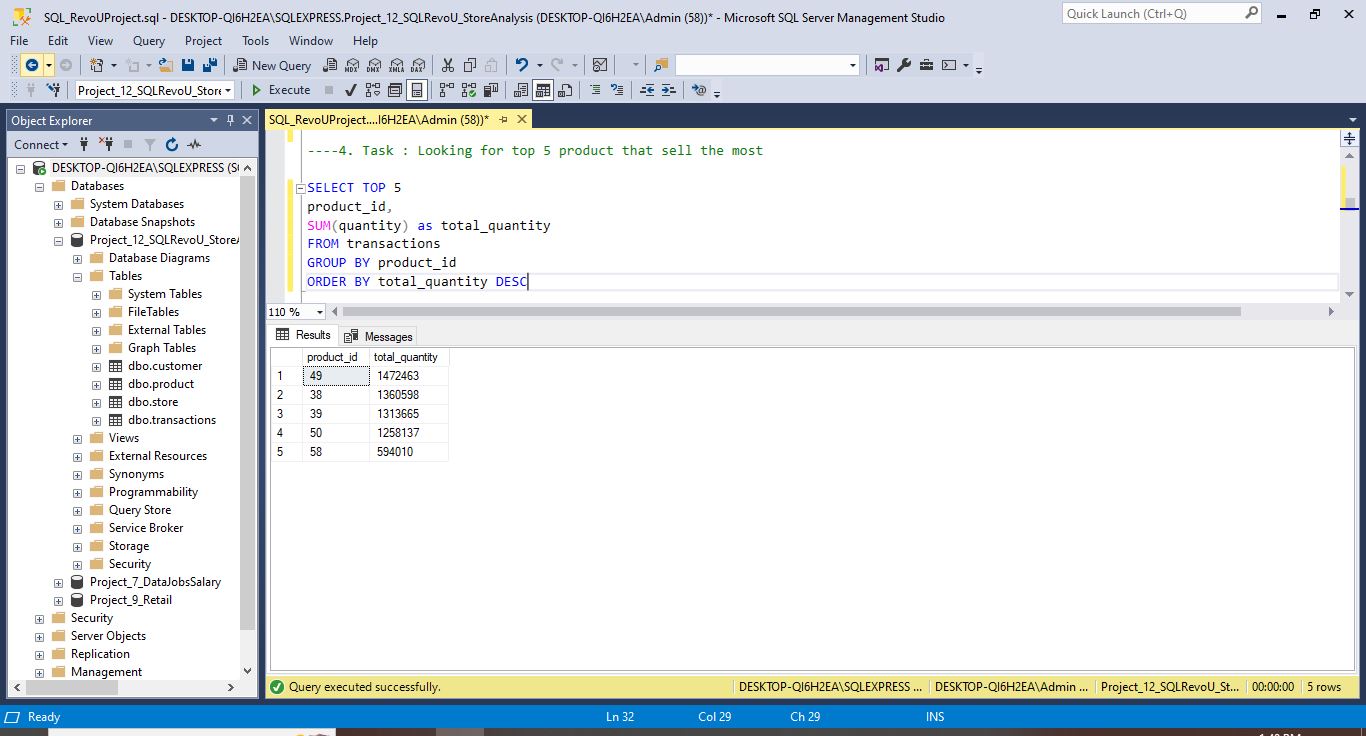 SQL_RevoUProject.sql - DESKTOP-QI6H2EA\SQLEXPRESS.Project_12_SQLRevoU_StoreAnalysis (DESKTOP-QI6H2EA\Admin (58))* - Microsoft SQL Server Management Studio
Quick Launch (Ctrl+Q)
File Edit View Query Project Tools Window Help
New Query MDX DMX XMLA DAX
Project_12_SQLRevoU_Store Execute
Object Explorer
SQL_RevoUProject....I6H2EA\Admin (58))*
Connect
DESKTOP-QI6H2EA\SQLEXPRESS (S
Databases
System Databases
Database Snapshots
Project_12_SQLRevoU_StoreA
Database Diagrams
Tables
System Tables
FileTables
External Tables
Graph Tables
dbo.customer
dbo.product
dbo.store
dbo.transactions
Views
External Resources
Synonyms
Programmability
Query Store
Service Broker
Storage
Security
Project_7_DataJobsSalary
Project_9_Retail
Security
Server Objects
Replication
Management
----4. Task : Looking for top 5 product that sell the most
SELECT TOP 5
product_id,
SUM(quantity) as total_quantity
FROM transactions
GROUP BY product_id
ORDER BY total_quantity DESC
110 %
Results Messages
product_id total_quantity
1 49 1472463
2 38 1360598
3 39 1313665
4 50 1258137
5 58 594010
Query executed successfully. DESKTOP-QI6H2EA\SQLEXPRESS ... DESKTOP-QI6H2EA\Admin ... Project_12_SQLRevoU_St... 00:00:00 5 rows
Ready Ln 32 Col 29 Ch 29 INS